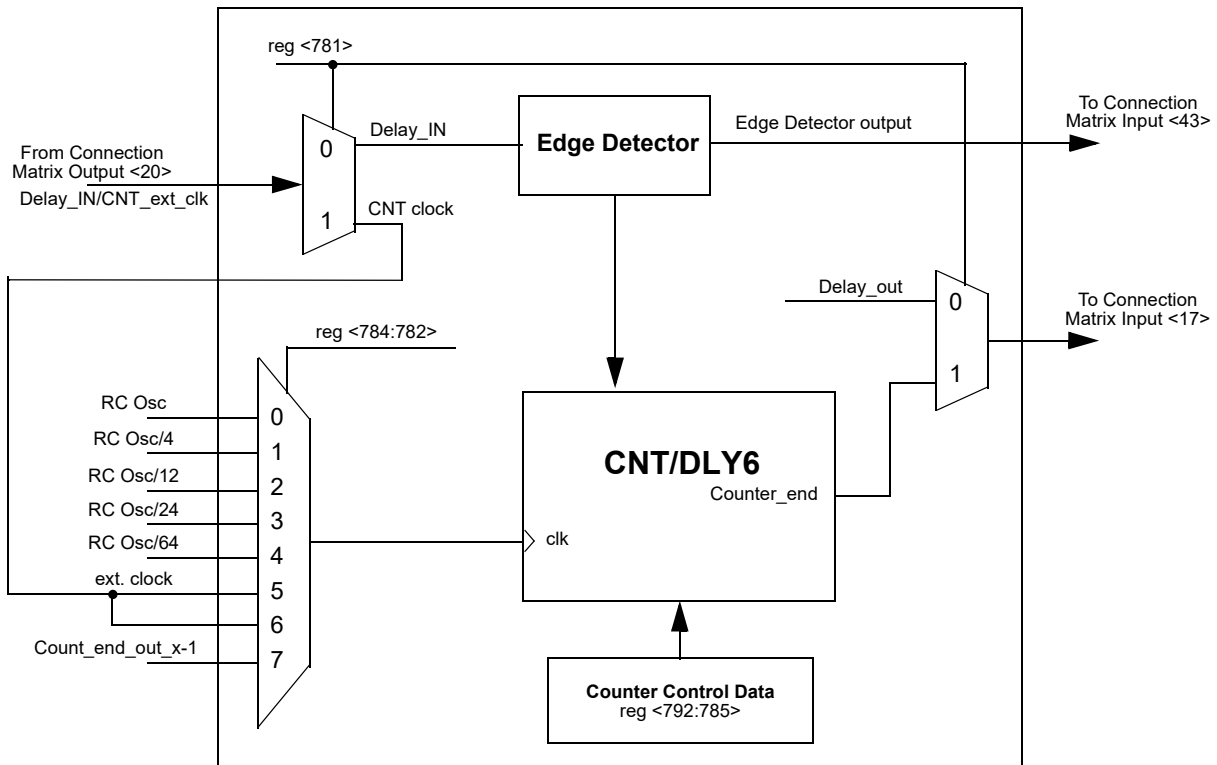 reg <781>
From Connection
Matrix Output <20>
Delay_IN/CNT_ext_clk
0
1
Delay_IN
CNT clock
Edge Detector
Edge Detector output
To Connection
Matrix Input <43>
Delay_out
0
1
To Connection
Matrix Input <17>
reg <784:782>
RC Osc
0
RC Osc/4
1
RC Osc/12
2
RC Osc/24
3
RC Osc/64
4
ext. clock
5
6
Count_end_out_x-1
7
CNT/DLY6
Counter_end
clk
Counter Control Data
reg <792:785>